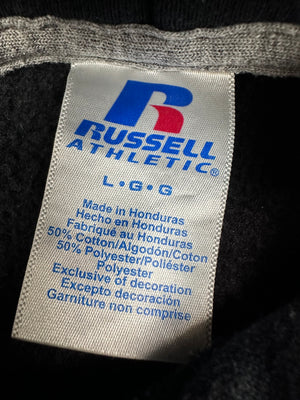 R
RUSSELL
ATHLETIC®
L•G•G
Made in Honduras
Hecho en Honduras
Fabriqué au Honduras
50% Cotton/Algodón/Coton
50% Polyester/Poliéster/
Polyester
Exclusive of decoration
Excepto decoración
Garniture non comprise